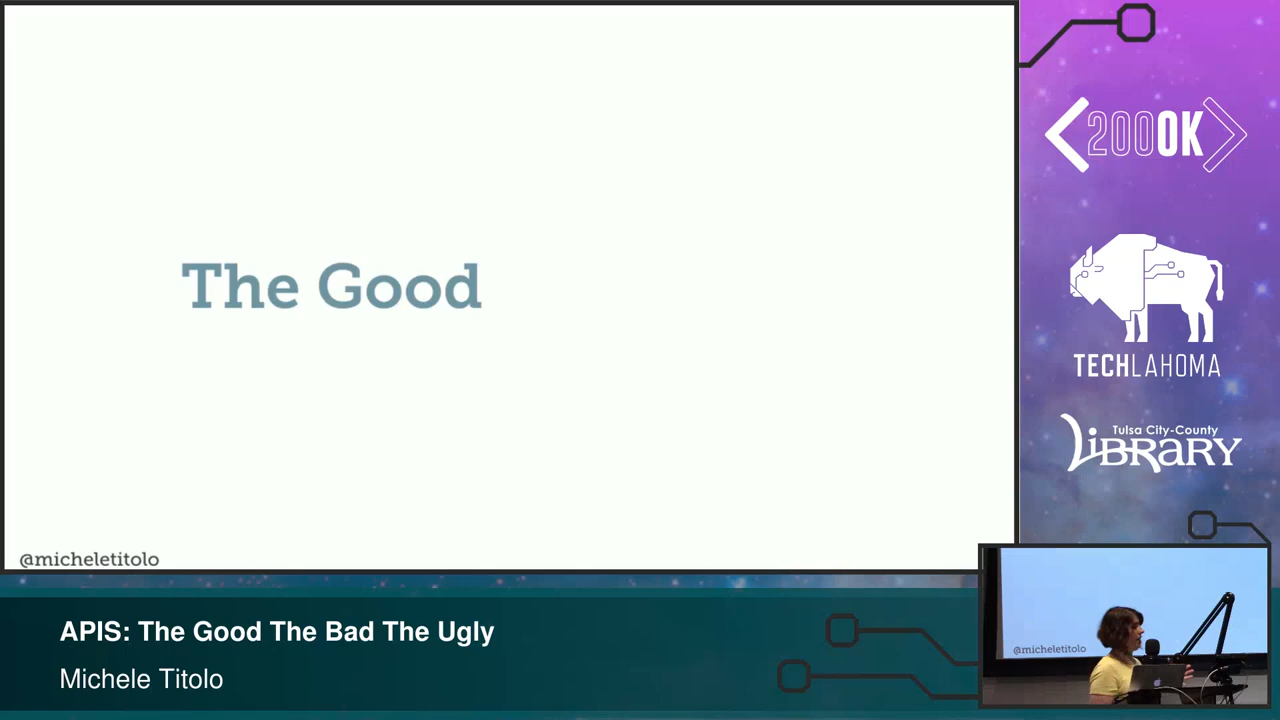 The Good
@micheletitolo
200OK
TECHLAHOMA
Tulsa City-County
LiBRARY
@micheletitolo
APIS: The Good The Bad The Ugly
Michele Titolo